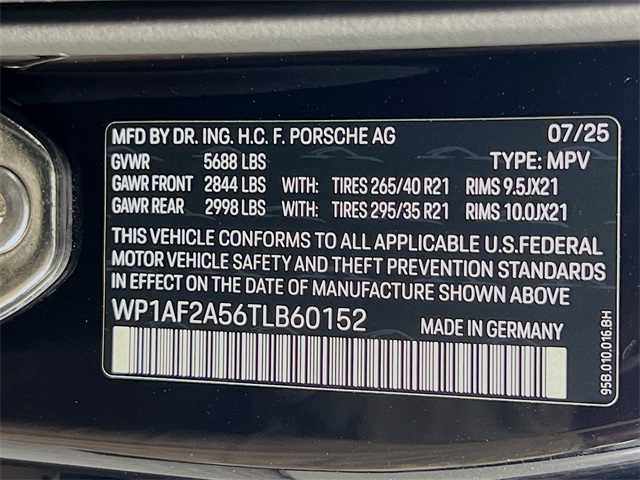 MFD BY DR. ING. H.C. F. PORSCHE AG 07/25
GVWR 5688 LBS TYPE: MPV
GAWR FRONT 2844 LBS WITH: TIRES 265/40 R21 RIMS 9.5JX21
GAWR REAR 2998 LBS WITH: TIRES 295/35 R21 RIMS 10.0JX21
THIS VEHICLE CONFORMS TO ALL APPLICABLE U.S.FEDERAL
MOTOR VEHICLE SAFETY AND THEFT PREVENTION STANDARDS
IN EFFECT ON THE DATE OF MANUFACTURE SHOWN ABOVE
WP1AF2A56TLB60152 MADE IN GERMANY
95B.010.016.BH